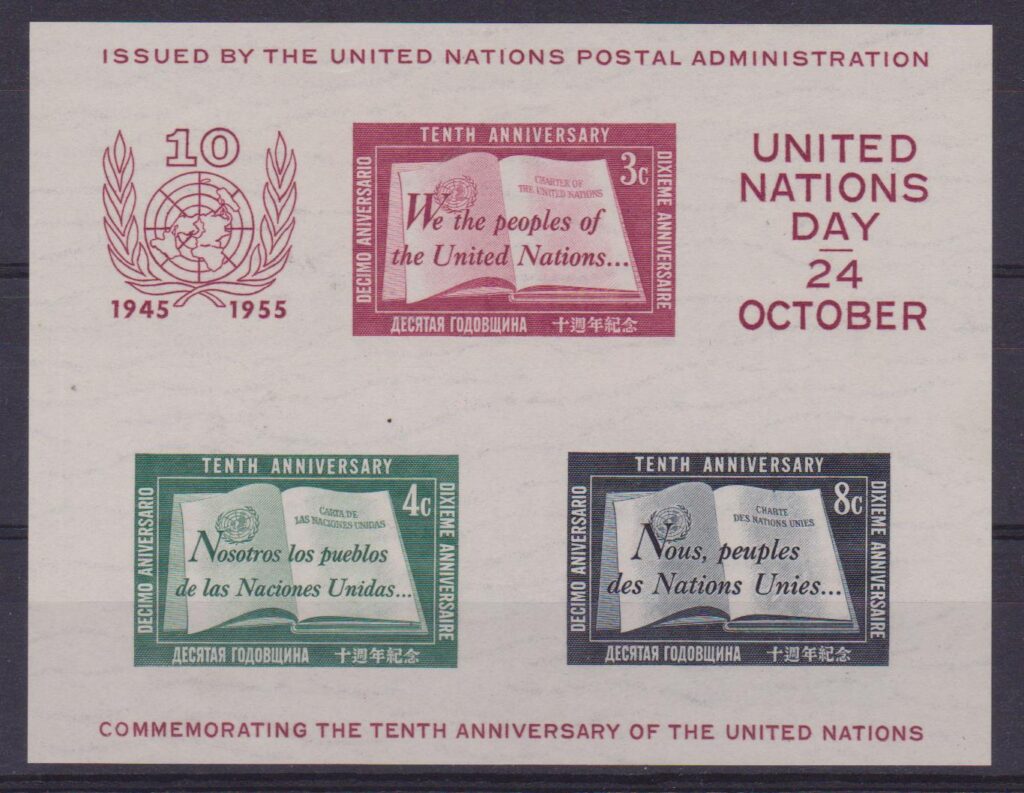 ISSUED BY THE UNITED NATIONS POSTAL ADMINISTRATION
10
1945 1955
TENTH ANNIVERSARY
DECIMO ANIVERSARIO
3c
CHARTER OF
THE UNITED NATIONS
We the peoples of
the United Nations...
DIXIEME ANNIVERSAIRE
ДЕСЯТАЯ ГОДОВЩИНА 十週年紀念
UNITED
NATIONS
DAY
24
OCTOBER
TENTH ANNIVERSARY
DECIMO ANIVERSARIO
4c
CARTA DE
LAS NACIONES UNIDAS
Nosotros los pueblos
de las Naciones Unidas...
DIXIEME ANNIVERSAIRE
ДЕСЯТАЯ ГОДОВЩИНА 十週年紀念
TENTH ANNIVERSARY
DECIMO ANIVERSARIO
8c
CHARTE
DES NATIONS UNIES
Nous, peuples
des Nations Unies...
DIXIEME ANNIVERSAIRE
ДЕСЯТАЯ ГОДОВЩИНА 十週年紀念
COMMEMORATING THE TENTH ANNIVERSARY OF THE UNITED NATIONS